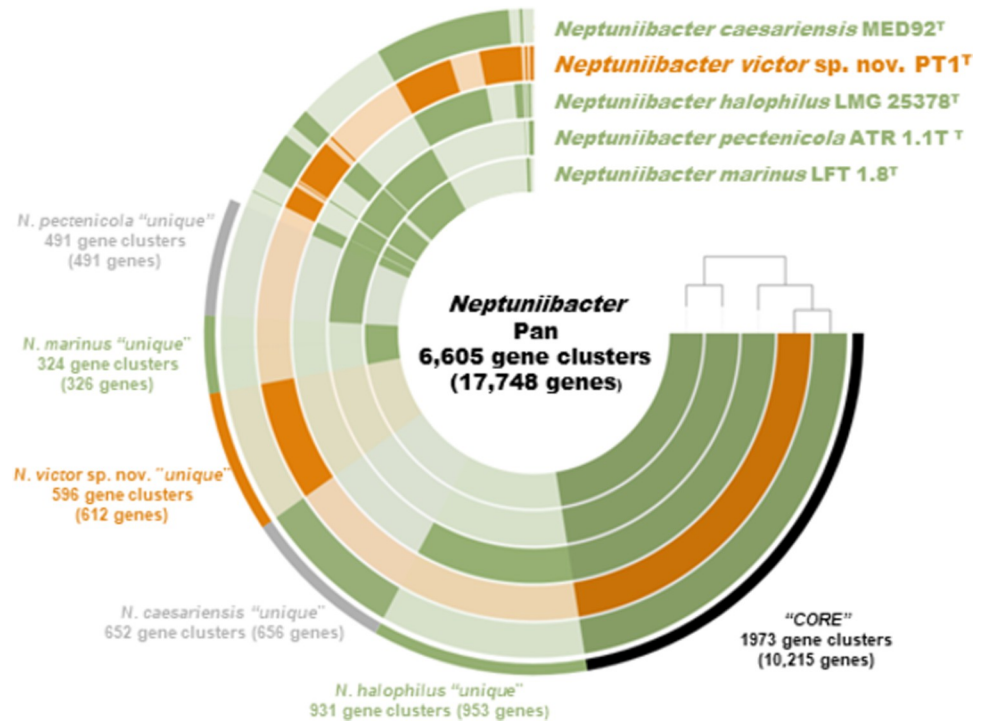 Neptuniibacter caesariensis MED92ᵀ
Neptuniibacter victor sp. nov. PT1ᵀ
Neptuniibacter halophilus LMG 25378ᵀ
Neptuniibacter pectenicola ATR 1.1T ᵀ
Neptuniibacter marinus LFT 1.8ᵀ
N. pectenicola "unique"
491 gene clusters
(491 genes)
Neptuniibacter
Pan
6,605 gene clusters
(17,748 genes)
N. marinus "unique"
324 gene clusters
(326 genes)
N. victor sp. nov. "unique"
596 gene clusters
(612 genes)
N. caesariensis "unique"
652 gene clusters (656 genes)
"CORE"
1973 gene clusters
(10,215 genes)
N. halophilus "unique"
931 gene clusters (953 genes)